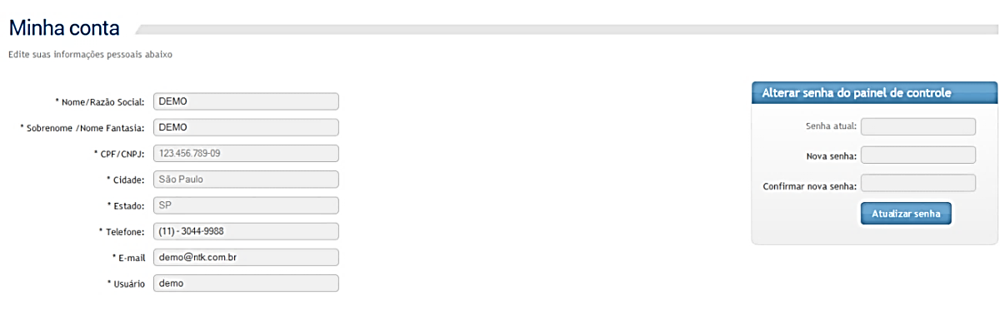 Minha conta
Edite suas informações pessoais abaixo
* Nome/Razão Social: DEMO
* Sobrenome /Nome Fantasia: DEMO
* CPF/CNPJ: 123.456.789-09
* Cidade: São Paulo
* Estado: SP
* Telefone: (11) - 3044-9988
* E-mail demo@ntk.com.br
* Usuário demo
Alterar senha do painel de controle
Senha atual:
Nova senha:
Confirmar nova senha:
Atualizar senha